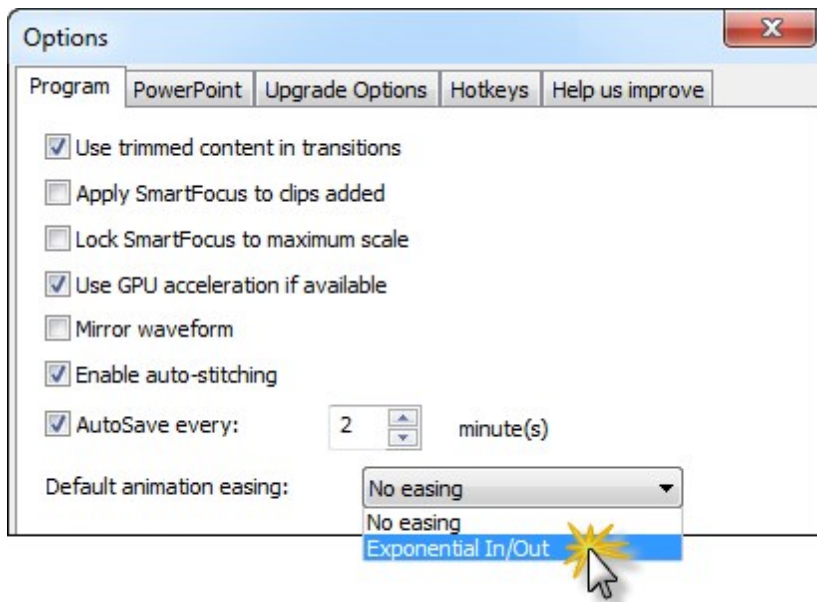 Options
Program PowerPoint Upgrade Options Hotkeys Help us improve
Use trimmed content in transitions
Apply SmartFocus to clips added
Lock SmartFocus to maximum scale
Use GPU acceleration if available
Mirror waveform
Enable auto-stitching
AutoSave every: 2 minute(s)
Default animation easing: No easing
No easing
Exponential In/Out